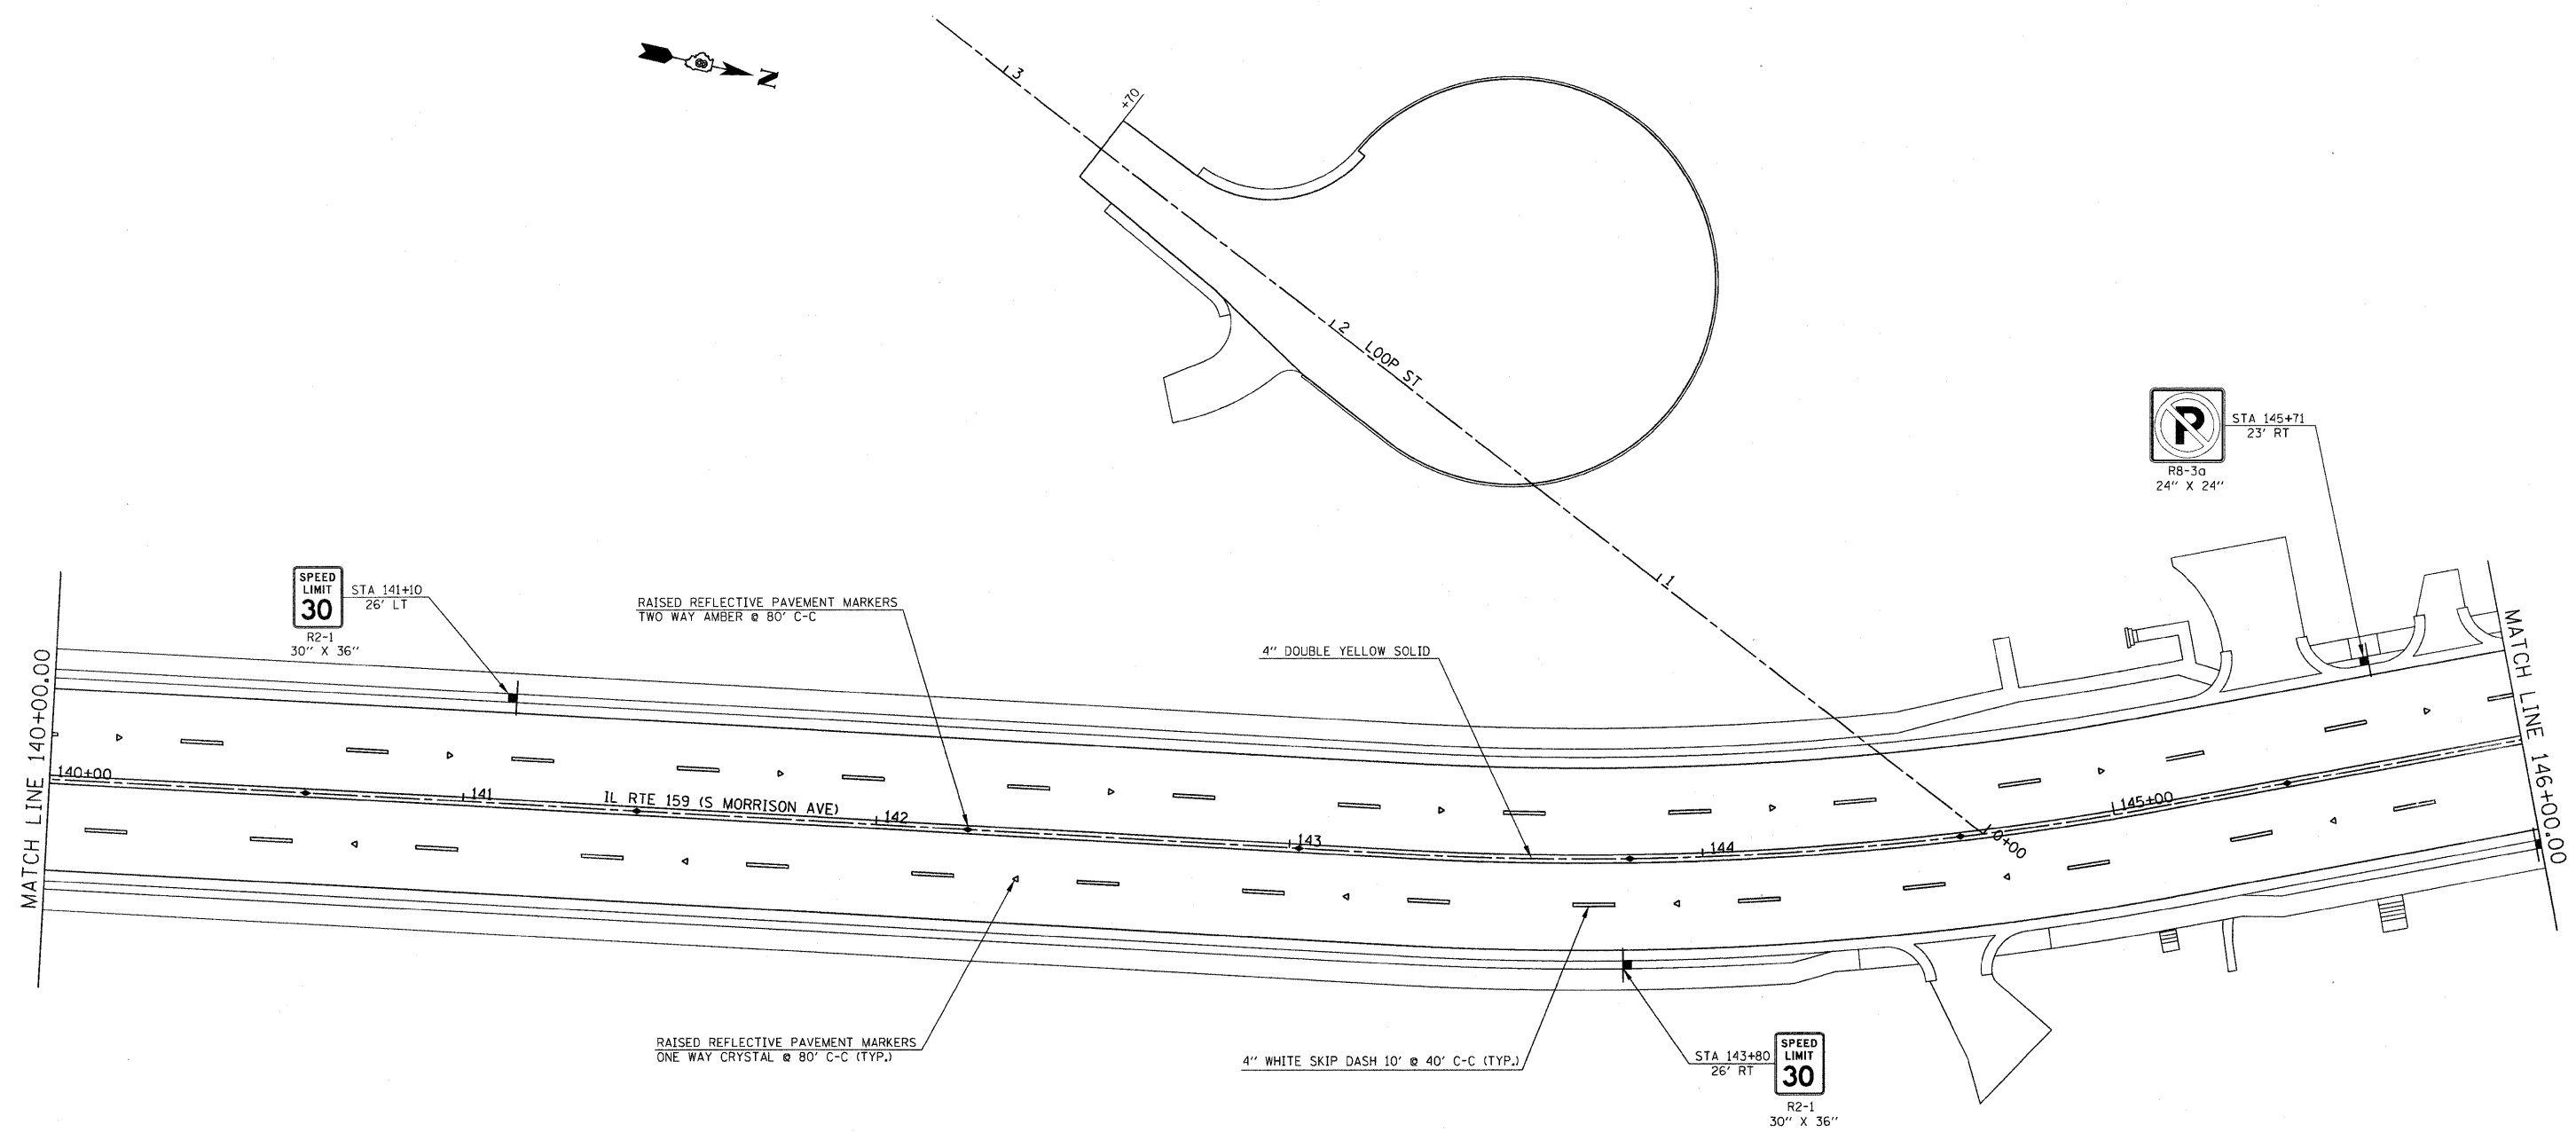 N
3
+70
2
LOOP ST
1
STA 145+71
23' RT
R8-3a
24" X 24"
P
SPEED
LIMIT
30
STA 141+10
26' LT
R2-1
30" X 36"
RAISED REFLECTIVE PAVEMENT MARKERS
TWO WAY AMBER @ 80' C-C
4" DOUBLE YELLOW SOLID
MATCH LINE 140+00.00
MATCH LINE 146+00.00
140+00
141
IL RTE 159 (S MORRISON AVE)
142
143
144
0+00
145+00
RAISED REFLECTIVE PAVEMENT MARKERS
ONE WAY CRYSTAL @ 80' C-C (TYP.)
4" WHITE SKIP DASH 10' @ 40' C-C (TYP.)
STA 143+80
26' RT
SPEED
LIMIT
30
R2-1
30" X 36"